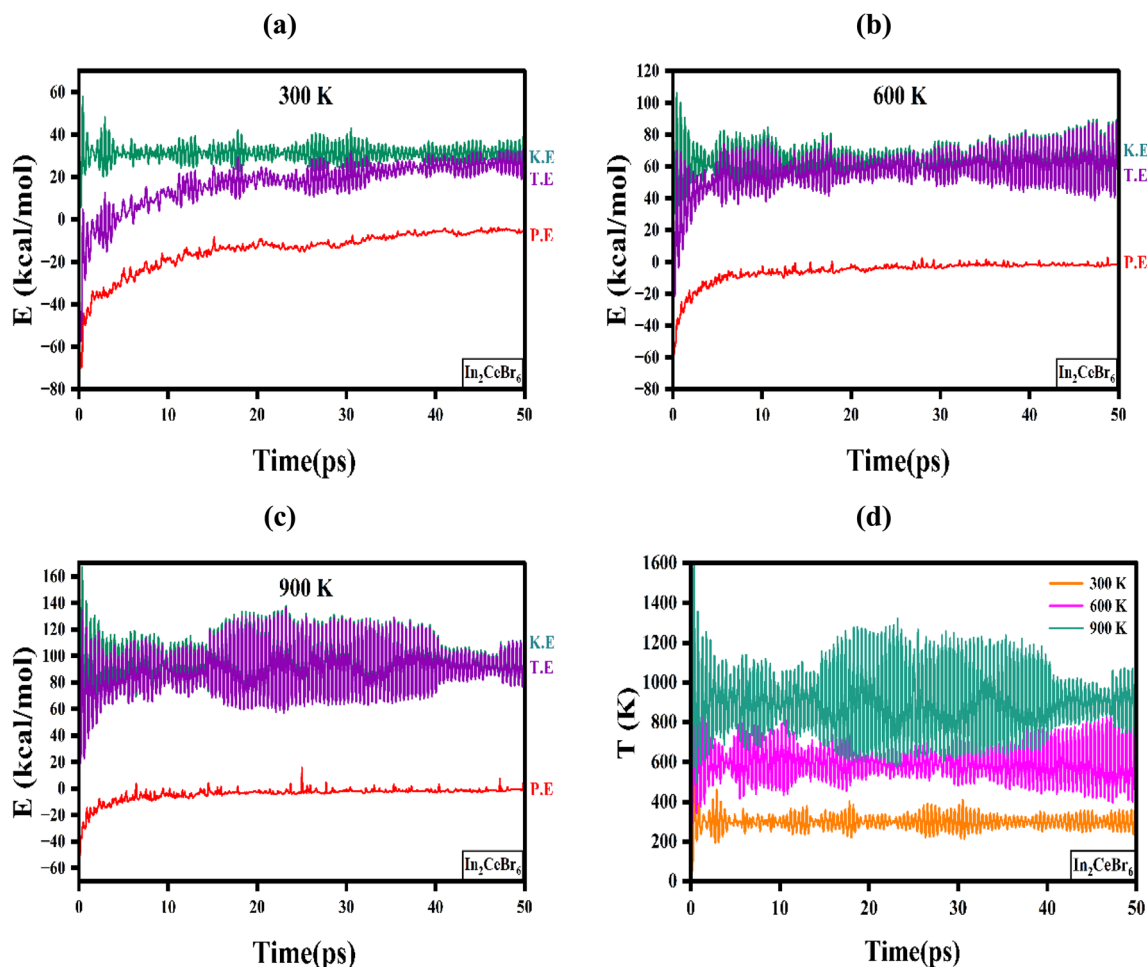 (a)
300 K
E (kcal/mol)
60
40
20
0
−20
−40
−60
−80
K.E
T.E
P.E
In₂CeBr₆
0 10 20 30 40 50
Time(ps)
(b)
600 K
E (kcal/mol)
120
100
80
60
40
20
0
−20
−40
−60
−80
K.E
T.E
P.E
In₂CeBr₆
0 10 20 30 40 50
Time(ps)
(c)
900 K
E (kcal/mol)
160
140
120
100
80
60
40
20
0
−20
−40
−60
K.E
T.E
P.E
In₂CeBr₆
0 10 20 30 40 50
Time(ps)
(d)
T (K)
1600
1400
1200
1000
800
600
400
200
0
300 K
600 K
900 K
In₂CeBr₆
0 10 20 30 40 50
Time(ps)